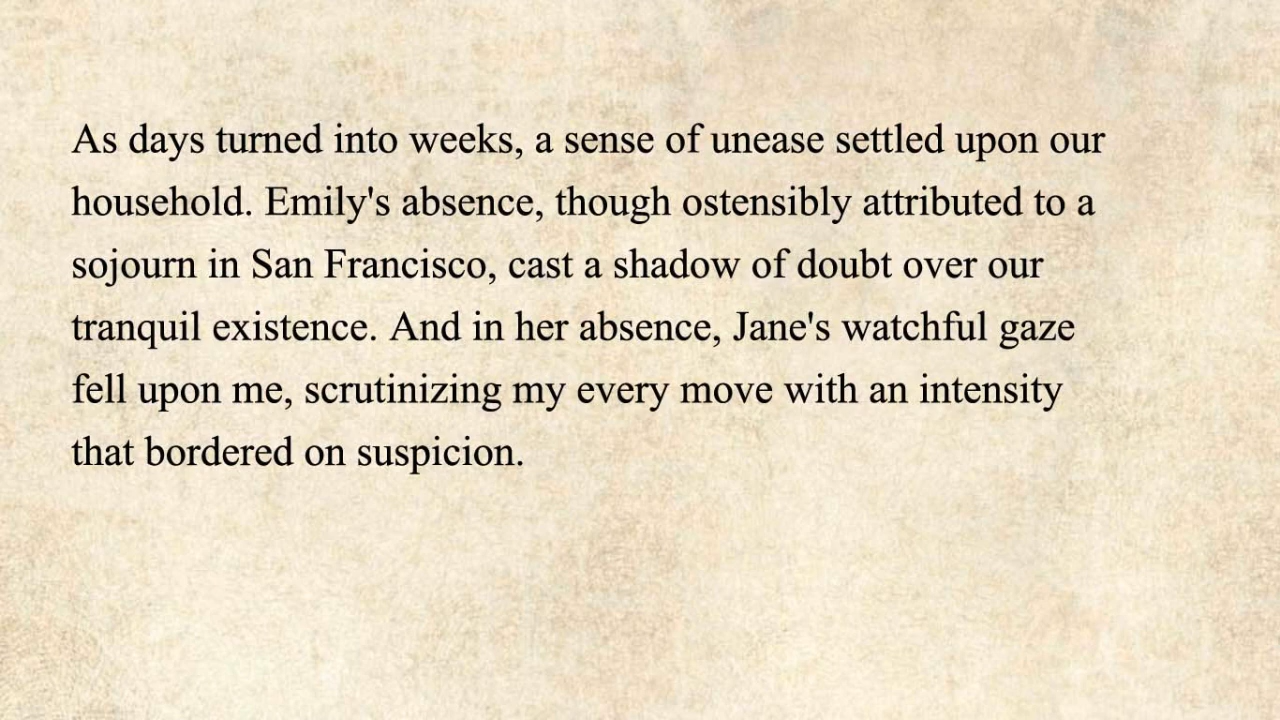 As days turned into weeks, a sense of unease settled upon our
household. Emily's absence, though ostensibly attributed to a
sojourn in San Francisco, cast a shadow of doubt over our
tranquil existence. And in her absence, Jane's watchful gaze
fell upon me, scrutinizing my every move with an intensity
that bordered on suspicion.